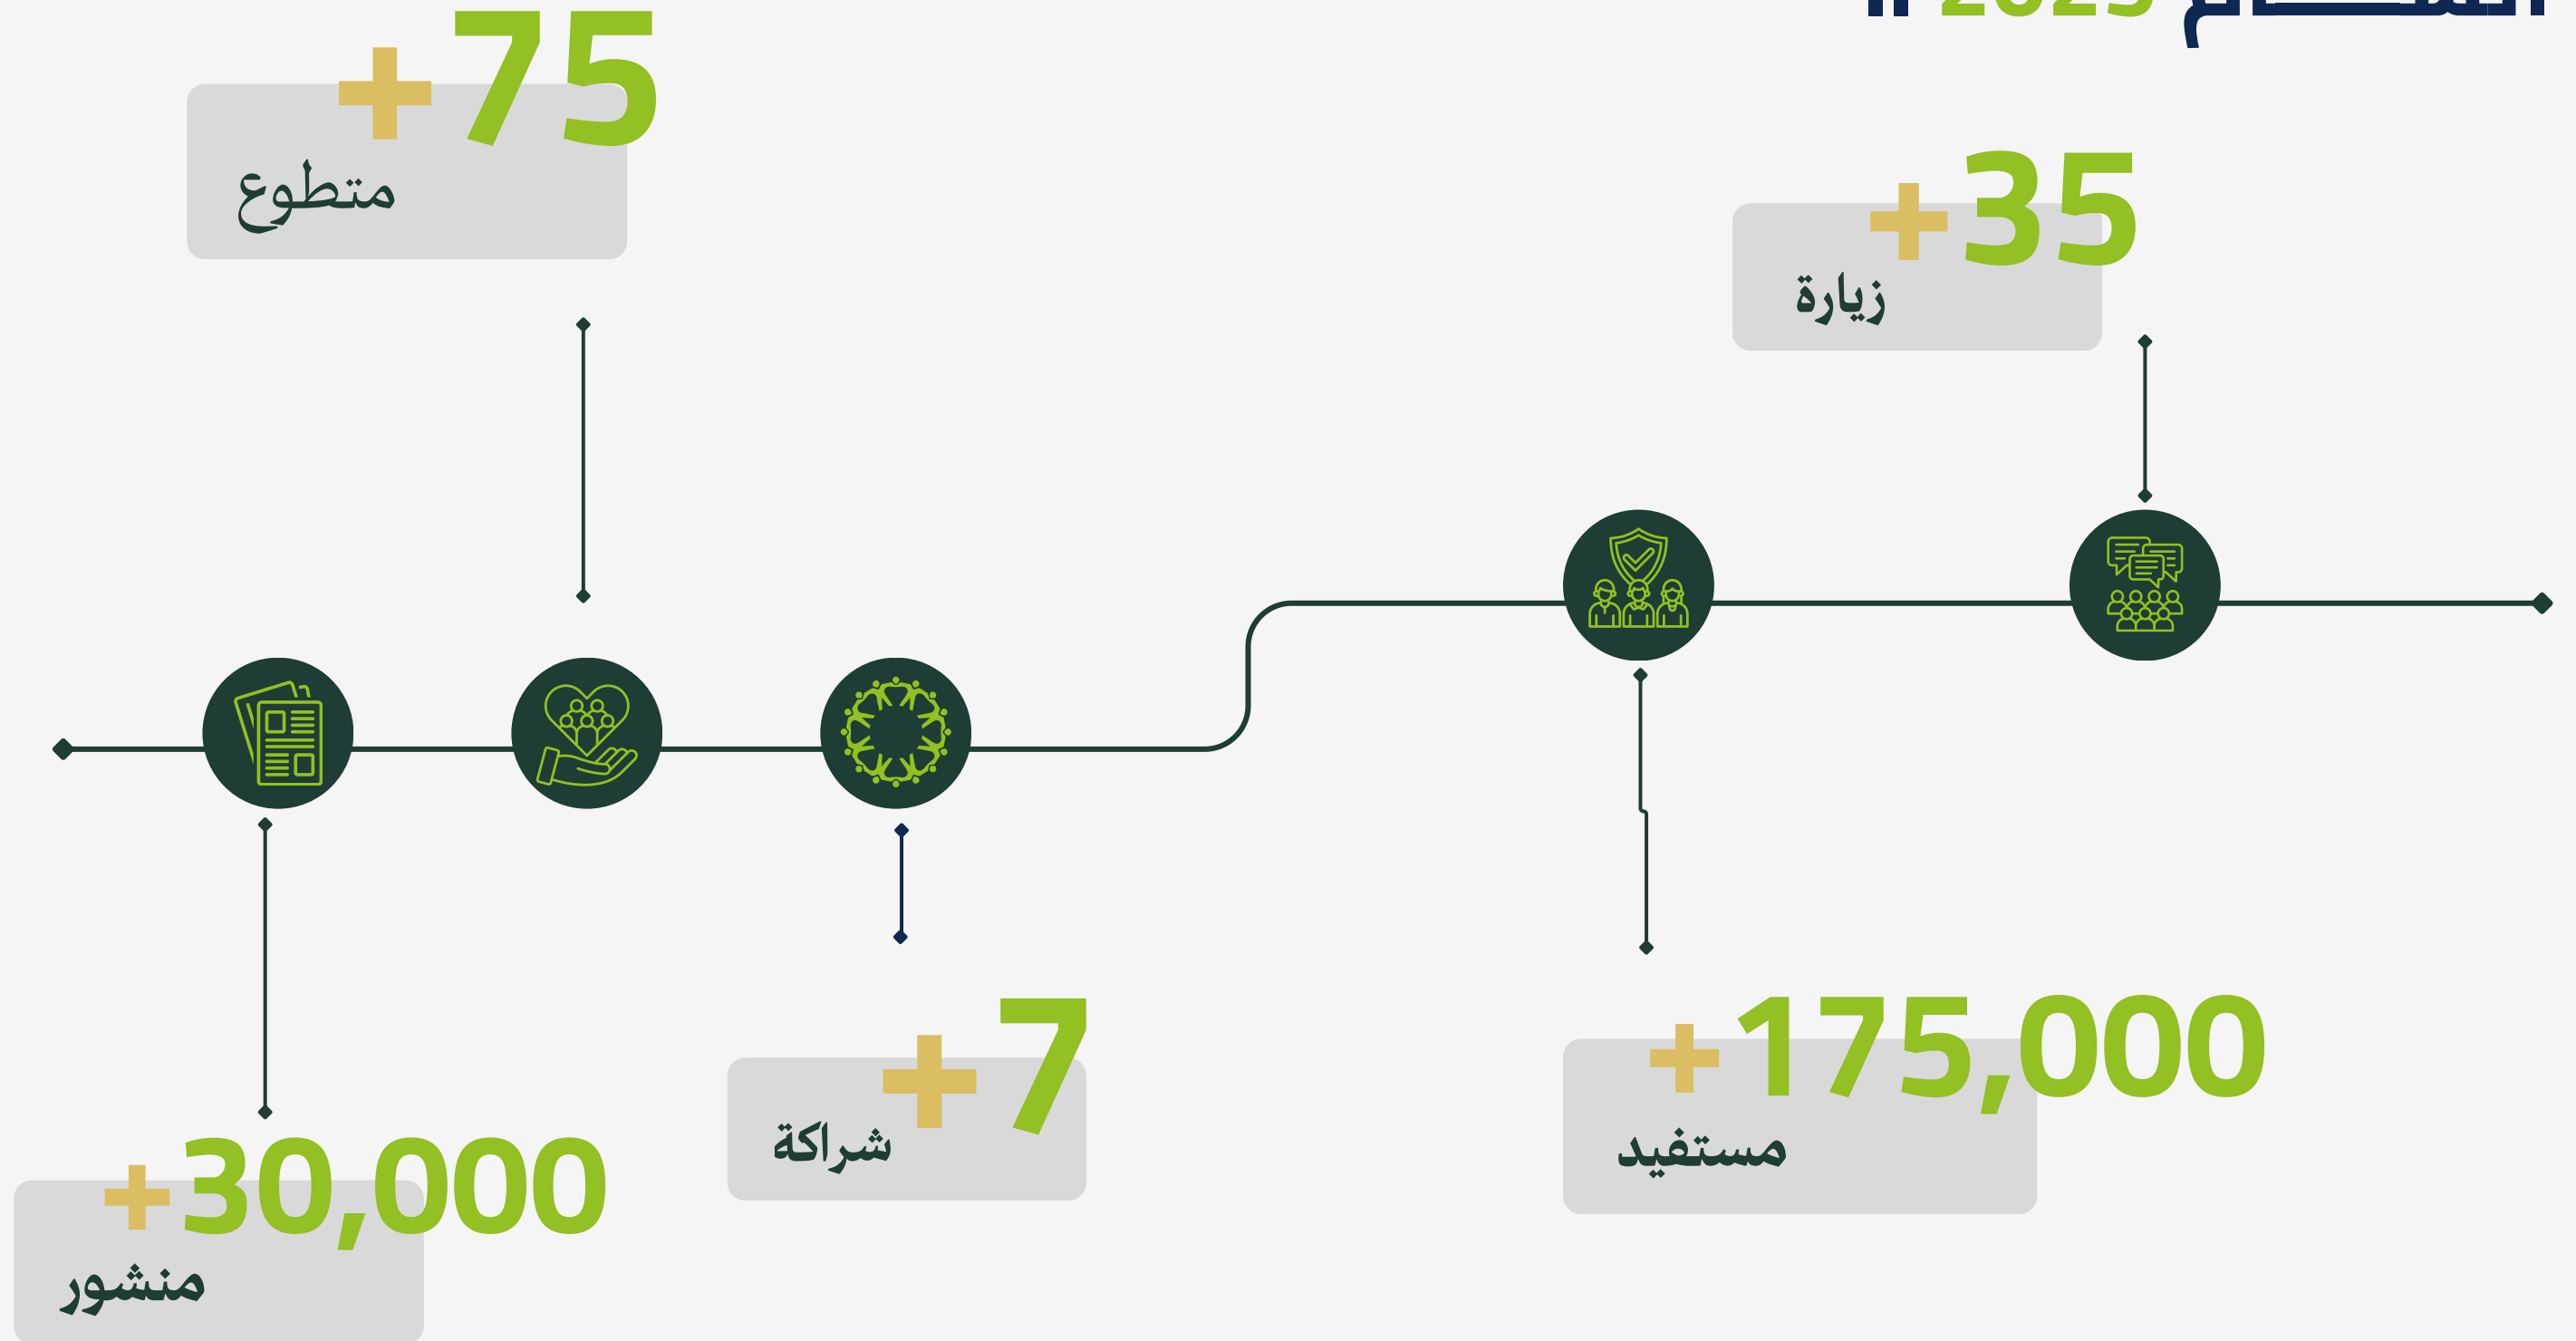 +35
زيارة
+175,000
مستفيد
+7
شراكة
+75
متطوع
+30,000
منشور